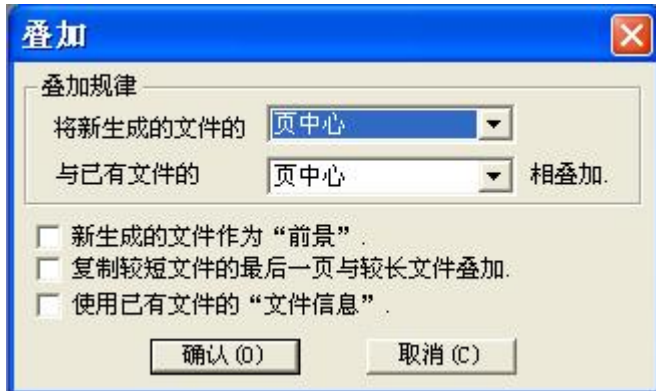 叠加
叠加规律
将新生成的文件的 页中心
与已有文件的 页中心 相叠加.
新生成的文件作为“前景”.
复制较短文件的最后一页与较长文件叠加.
使用已有文件的“文件信息”.
确认(O) 取消(C)